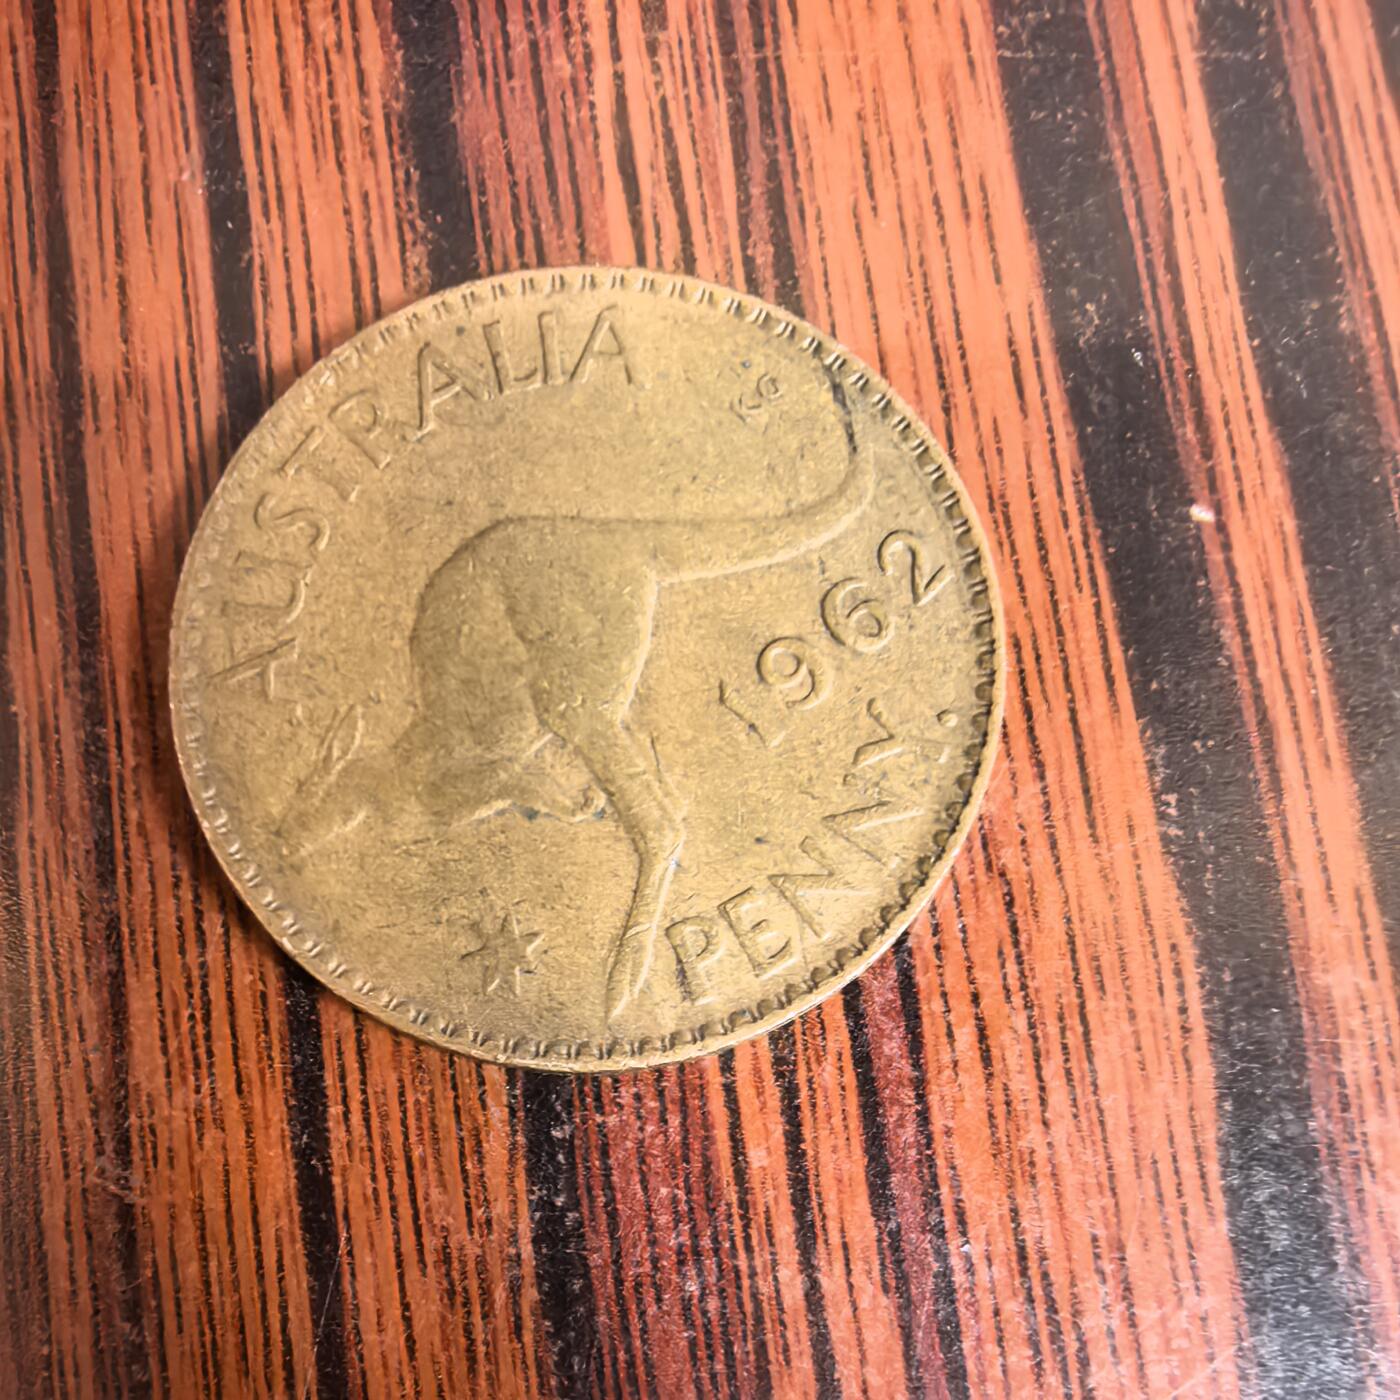 AUSTRALIA
KG
1962
PENNY.